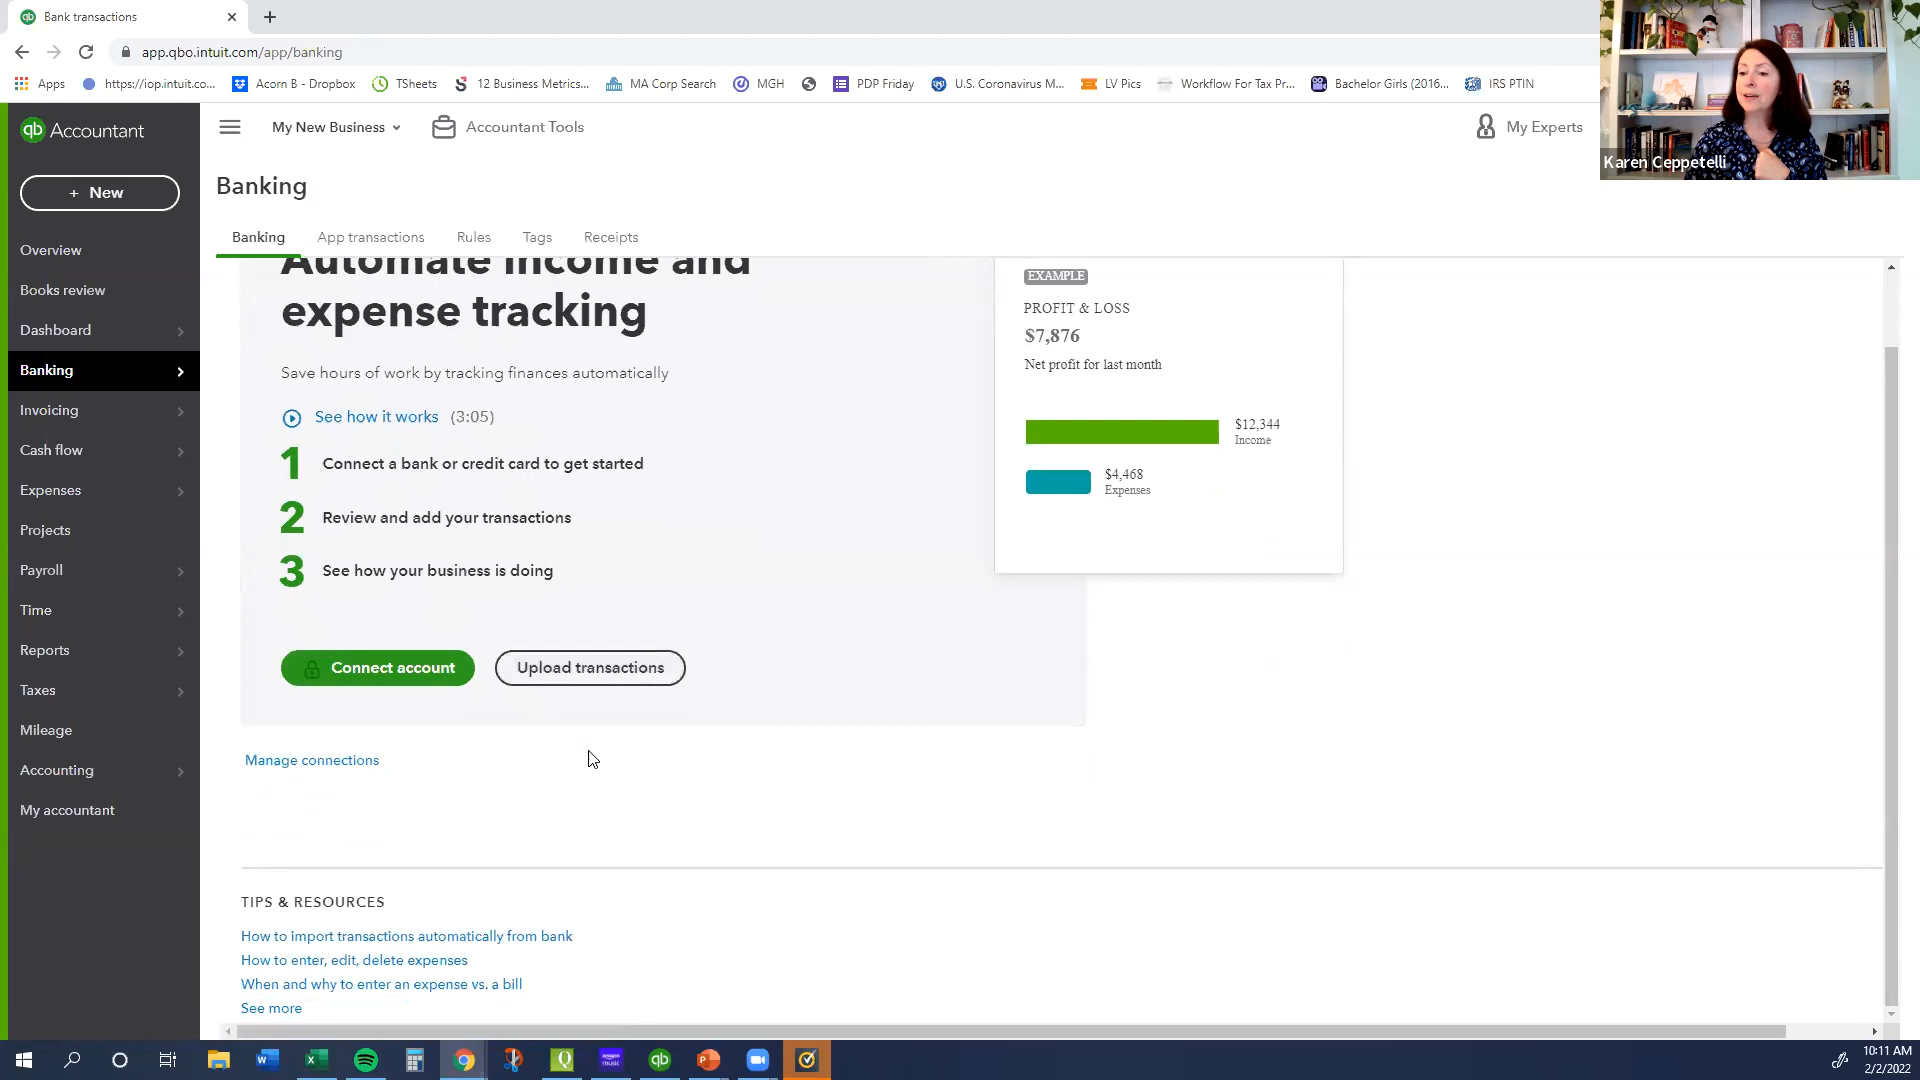 Bank transactions
app.qbo.intuit.com/app/banking
Apps
https://iop.intuit.co...
Acorn B - Dropbox
TSheets
12 Business Metrics...
MA Corp Search
MGH
PDP Friday
U.S. Coronavirus M...
LV Pics
Workflow For Tax Pr...
Bachelor Girls (2016...
IRS PTIN
Karen Ceppetelli
qb Accountant
My New Business
Accountant Tools
My Experts
+ New
Overview
Books review
Dashboard
Banking
Invoicing
Cash flow
Expenses
Projects
Payroll
Time
Reports
Taxes
Mileage
Accounting
My accountant
Banking
Banking
App transactions
Rules
Tags
Receipts
Automate income and
expense tracking
Save hours of work by tracking finances automatically
See how it works (3:05)
1 Connect a bank or credit card to get started
2 Review and add your transactions
3 See how your business is doing
Connect account
Upload transactions
EXAMPLE
PROFIT & LOSS
$7,876
Net profit for last month
$12,344
Income
$4,468
Expenses
Manage connections
TIPS & RESOURCES
How to import transactions automatically from bank
How to enter, edit, delete expenses
When and why to enter an expense vs. a bill
See more
10:11 AM
2/2/2022